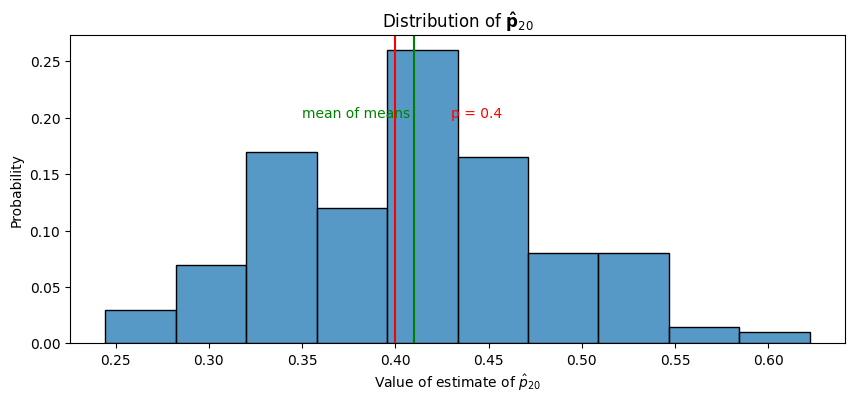 Distribution of p̂₂₀
0.25
0.20
0.15
0.10
0.05
0.00
Probability
mean of means
p = 0.4
0.25 0.30 0.35 0.40 0.45 0.50 0.55 0.60
Value of estimate of p̂₂₀